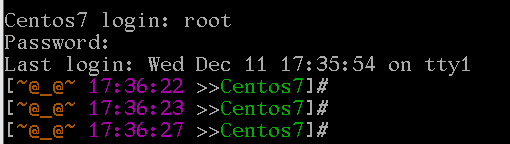 Centos7 login: root
Password:
Last login: Wed Dec 11 17:35:54 on tty1
[~@_@~ 17:36:22 >>Centos7]#
[~@_@~ 17:36:23 >>Centos7]#
[~@_@~ 17:36:27 >>Centos7]#